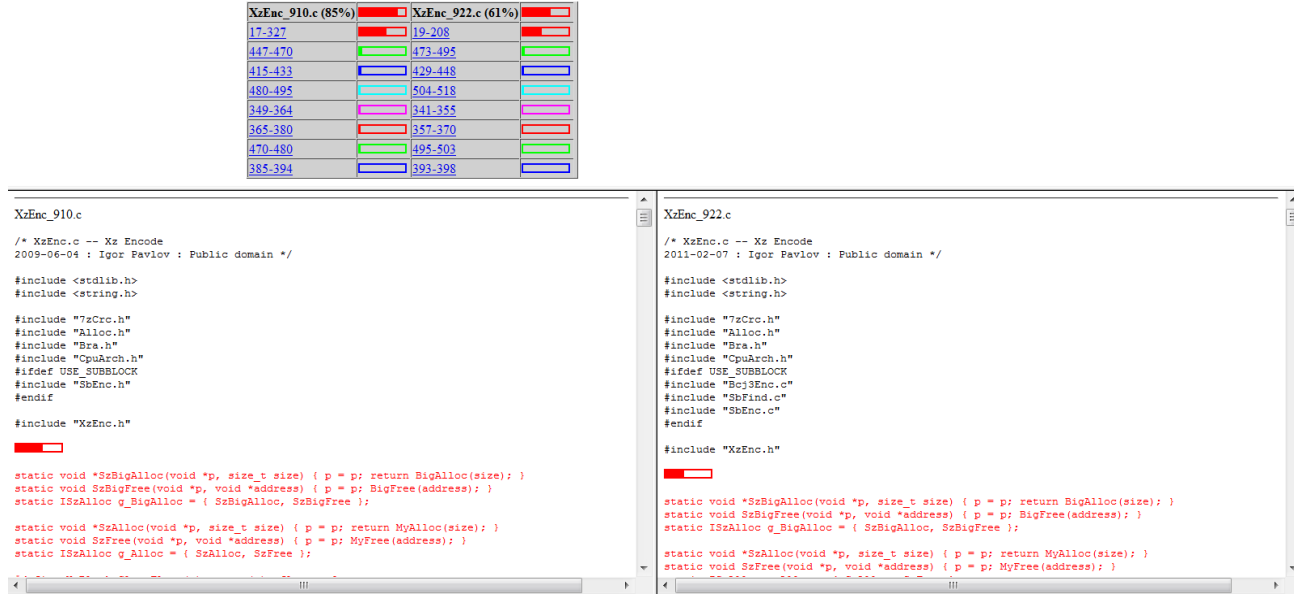 XzEnc_910.c (85%) XzEnc_922.c (61%)
17-327 19-208
447-470 473-495
415-433 429-448
480-495 504-518
349-364 341-355
365-380 357-370
470-480 495-503
385-394 393-398
XzEnc_910.c
/* XzEnc.c -- Xz Encode
2009-06-04 : Igor Pavlov : Public domain */
#include <stdlib.h>
#include <string.h>
#include "7zCrc.h"
#include "Alloc.h"
#include "Bra.h"
#include "CpuArch.h"
#ifdef USE_SUBBLOCK
#include "SbEnc.h"
#endif
#include "XzEnc.h"
static void *SzBigAlloc(void *p, size_t size) { p = p; return BigAlloc(size); }
static void SzBigFree(void *p, void *address) { p = p; BigFree(address); }
static ISzAlloc g_BigAlloc = { SzBigAlloc, SzBigFree };
static void *SzAlloc(void *p, size_t size) { p = p; return MyAlloc(size); }
static void SzFree(void *p, void *address) { p = p; MyFree(address); }
static ISzAlloc g_Alloc = { SzAlloc, SzFree };
XzEnc_922.c
/* XzEnc.c -- Xz Encode
2011-02-07 : Igor Pavlov : Public domain */
#include <stdlib.h>
#include <string.h>
#include "7zCrc.h"
#include "Alloc.h"
#include "Bra.h"
#include "CpuArch.h"
#ifdef USE_SUBBLOCK
#include "Bcj3Enc.c"
#include "SbFind.c"
#include "SbEnc.c"
#endif
#include "XzEnc.h"
static void *SzBigAlloc(void *p, size_t size) { p = p; return BigAlloc(size); }
static void SzBigFree(void *p, void *address) { p = p; BigFree(address); }
static ISzAlloc g_BigAlloc = { SzBigAlloc, SzBigFree };
static void *SzAlloc(void *p, size_t size) { p = p; return MyAlloc(size); }
static void SzFree(void *p, void *address) { p = p; MyFree(address); }